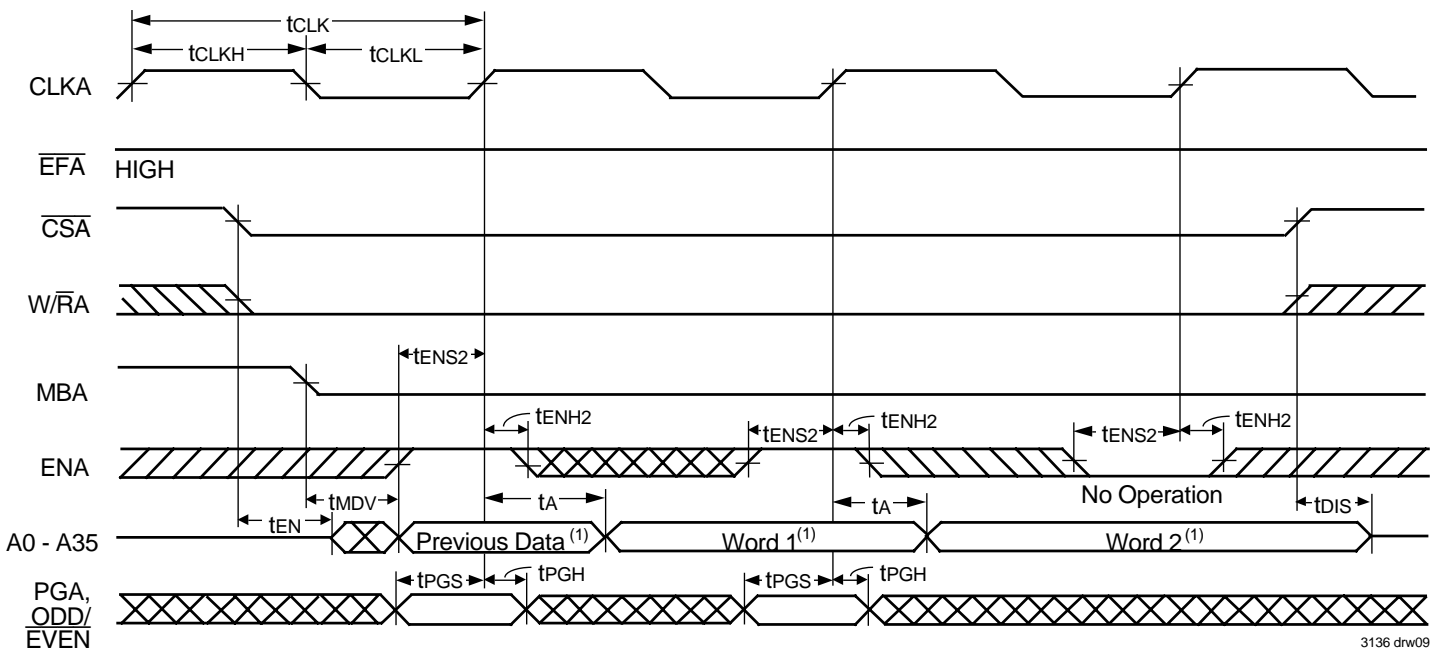 tCLK
tCLKH
tCLKL
CLKA
EFA
HIGH
CSA
W/RA
tENS2
MBA
tENH2
tENS2
tENH2
tENS2
tENH2
ENA
No Operation
tMDV
tA
tA
tEN
tDIS
A0 - A35
Previous Data (1)
Word 1(1)
Word 2(1)
tPGS
tPGH
tPGS
tPGH
PGA,
ODD/
EVEN
3136 drw09